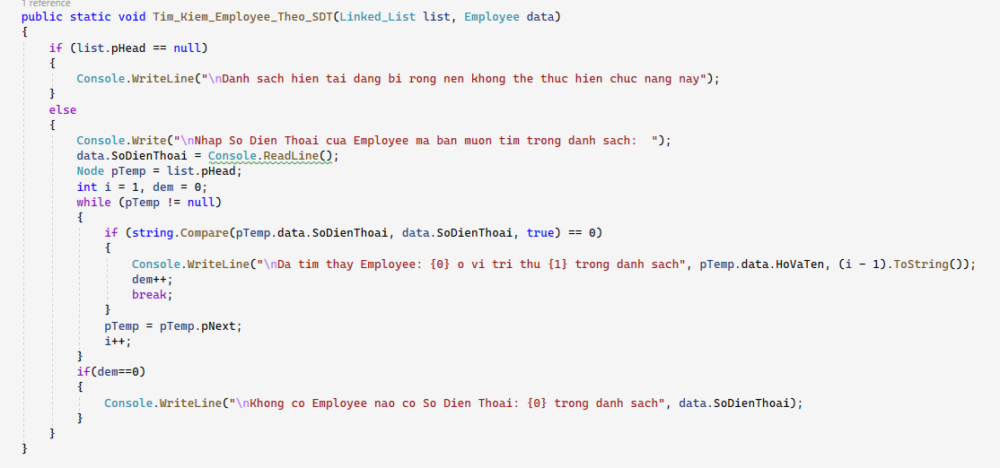 1 reference
public static void Tim_Kiem_Employee_Theo_SDT(Linked_List list, Employee data)
{
if (list.pHead == null)
{
Console.WriteLine("\nDanh sach hien tai dang bi rong nen khong the thuc hien chuc nang nay");
}
else
{
Console.Write("\nNhap So Dien Thoai cua Employee ma ban muon tim trong danh sach:  ");
data.SoDienThoai = Console.ReadLine();
Node pTemp = list.pHead;
int i = 1, dem = 0;
while (pTemp != null)
{
if (string.Compare(pTemp.data.SoDienThoai, data.SoDienThoai, true) == 0)
{
Console.WriteLine("\nDa tim thay Employee: {0} o vi tri thu {1} trong danh sach", pTemp.data.HoVaTen, (i - 1).ToString());
dem++;
break;
}
pTemp = pTemp.pNext;
i++;
}
if(dem==0)
{
Console.WriteLine("\nKhong co Employee nao co So Dien Thoai: {0} trong danh sach", data.SoDienThoai);
}
}
}